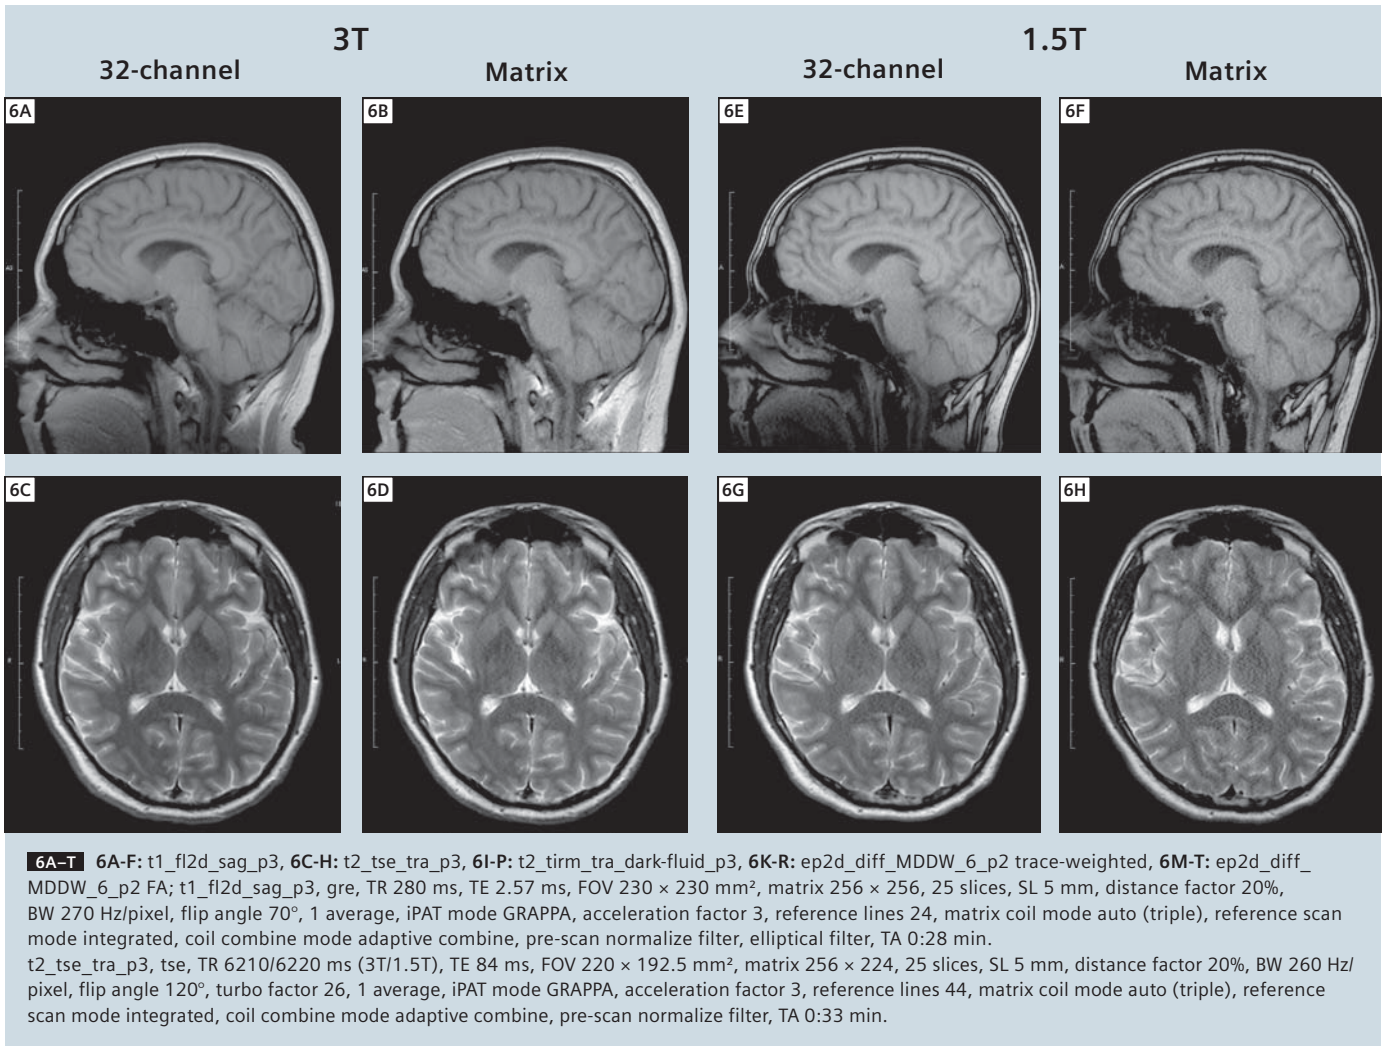 3T
1.5T
32-channel
Matrix
32-channel
Matrix
6A
6B
6E
6F
6C
6D
6G
6H
6A–T 6A-F: t1_fl2d_sag_p3, 6C-H: t2_tse_tra_p3, 6I-P: t2_tirm_tra_dark-fluid_p3, 6K-R: ep2d_diff_MDDW_6_p2 trace-weighted, 6M-T: ep2d_diff_
MDDW_6_p2 FA; t1_fl2d_sag_p3, gre, TR 280 ms, TE 2.57 ms, FOV 230 × 230 mm², matrix 256 × 256, 25 slices, SL 5 mm, distance factor 20%,
BW 270 Hz/pixel, flip angle 70°, 1 average, iPAT mode GRAPPA, acceleration factor 3, reference lines 24, matrix coil mode auto (triple), reference scan
mode integrated, coil combine mode adaptive combine, pre-scan normalize filter, elliptical filter, TA 0:28 min.
t2_tse_tra_p3, tse, TR 6210/6220 ms (3T/1.5T), TE 84 ms, FOV 220 × 192.5 mm², matrix 256 × 224, 25 slices, SL 5 mm, distance factor 20%, BW 260 Hz/
pixel, flip angle 120°, turbo factor 26, 1 average, iPAT mode GRAPPA, acceleration factor 3, reference lines 44, matrix coil mode auto (triple), reference
scan mode integrated, coil combine mode adaptive combine, pre-scan normalize filter, TA 0:33 min.